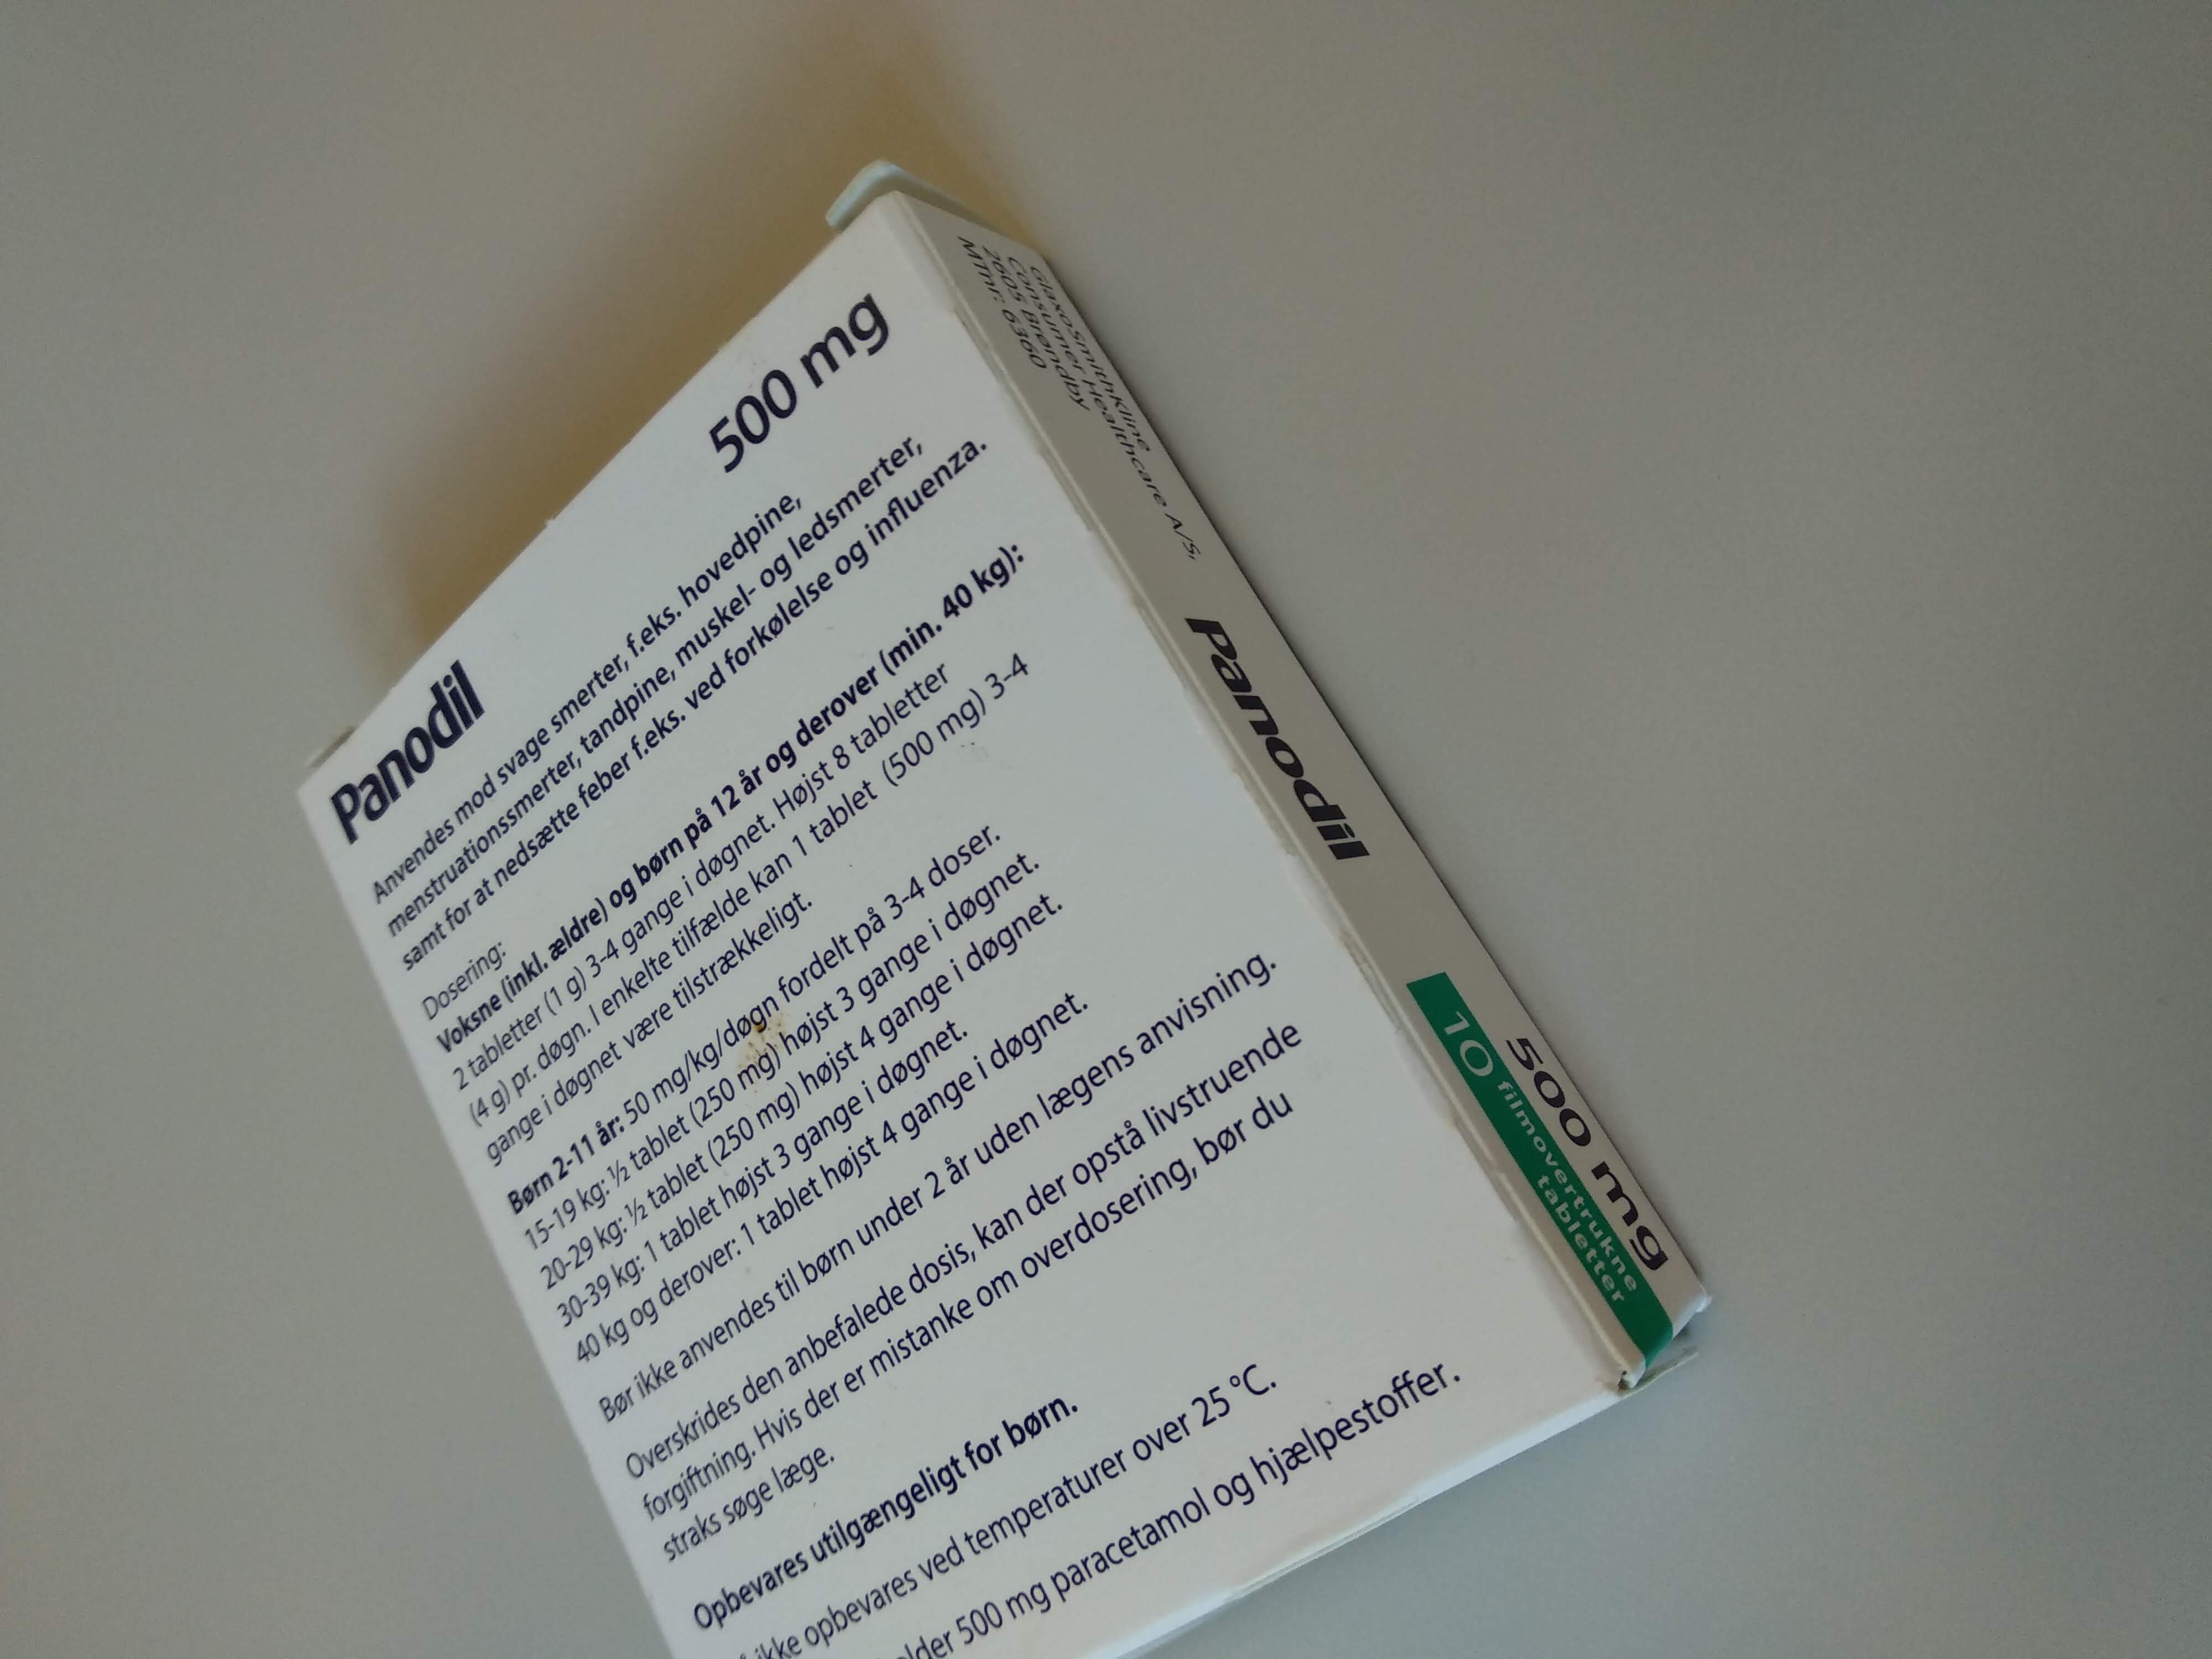 Panodil
500 mg
Anvendes mod svage smerter, f.eks. hovedpine,
menstruationssmerter, tandpine, muskel- og ledsmerter,
samt for at nedsætte feber f.eks. ved forkølelse og influenza.
Dosering:
Voksne (inkl. ældre) og børn på 12 år og derover (min. 40 kg):
2 tabletter (1 g) 3-4 gange i døgnet. Højst 8 tabletter
(4 g) pr. døgn. I enkelte tilfælde kan 1 tablet (500 mg) 3-4
gange i døgnet være tilstrækkeligt.
Børn 2-11 år: 50 mg/kg/døgn fordelt på 3-4 doser.
15-19 kg: ½ tablet (250 mg) højst 3 gange i døgnet.
20-29 kg: ½ tablet (250 mg) højst 4 gange i døgnet.
30-39 kg: 1 tablet højst 3 gange i døgnet.
40 kg og derover: 1 tablet højst 4 gange i døgnet.
Bør ikke anvendes til børn under 2 år uden lægens anvisning.
Overskrides den anbefalede dosis, kan der opstå livstruende
forgiftning. Hvis der er mistanke om overdosering, bør du
straks søge læge.
Opbevares utilgængeligt for børn.
ikke opbevares ved temperaturer over 25 °C.
500 mg paracetamol og hjælpestoffer.
500 mg
10 filmovertrukne
tabletter
Panodil
GlaxoSmithKline
Consumer Healthcare A/S,
2605 Brøndby
MTnr.: 6360